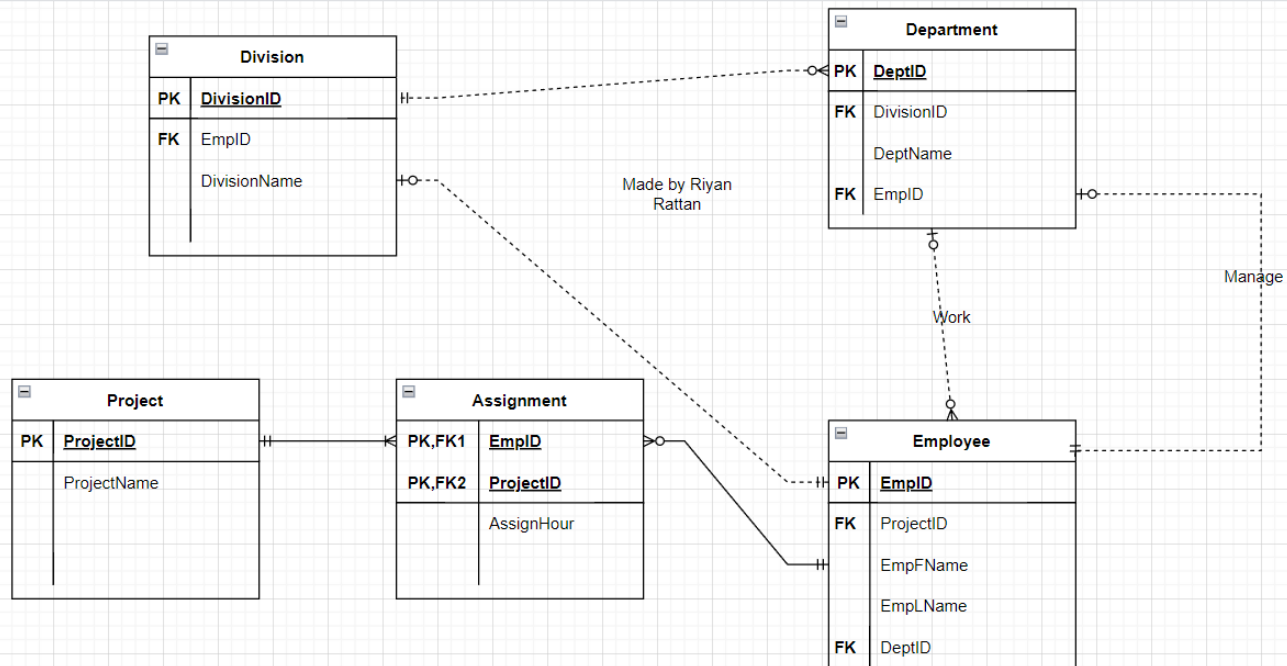 Division
PK DivisionID
FK EmpID
DivisionName
Department
PK DeptID
FK DivisionID
DeptName
FK EmpID
Made by Riyan
Rattan
Manage
Work
Project
PK ProjectID
ProjectName
Assignment
PK,FK1 EmpID
PK,FK2 ProjectID
AssignHour
Employee
PK EmpID
FK ProjectID
EmpFName
EmpLName
FK DeptID